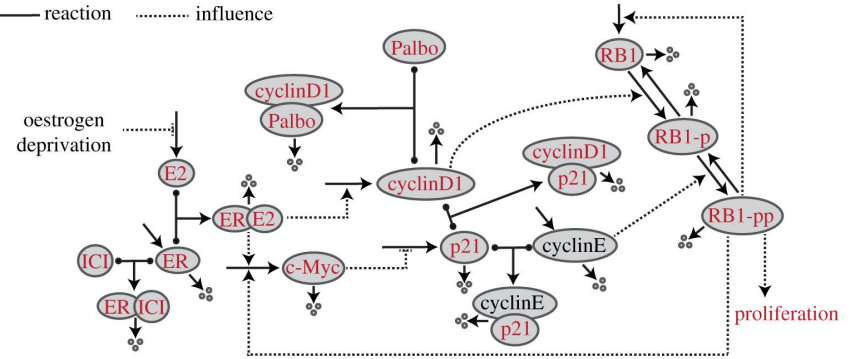 reaction
influence
Palbo
RB1
cyclinD1
Palbo
oestrogen
deprivation
RB1-p
cyclinD1
p21
E2
cyclinD1
ER E2
RB1-pp
ICI
ER
c-Myc
p21
cyclinE
ER ICI
cyclinE
p21
proliferation